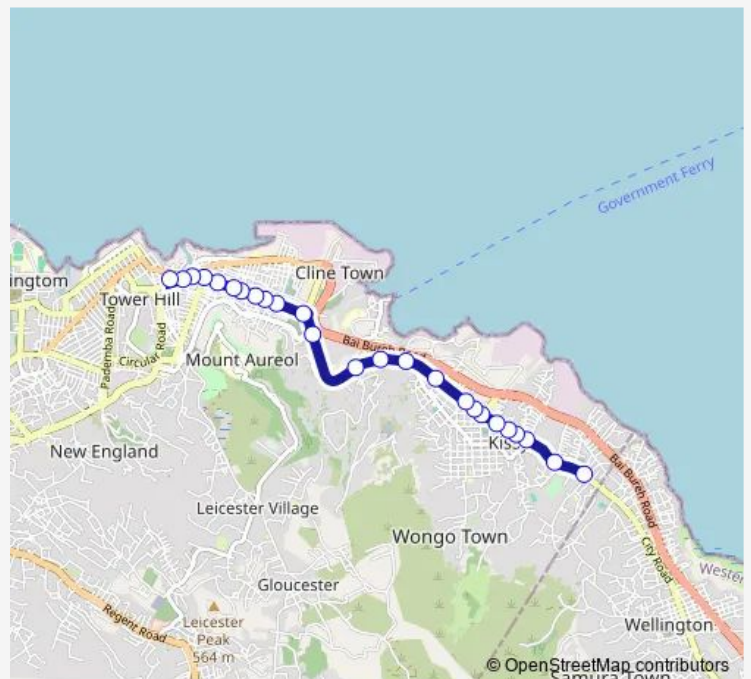 Government Ferry
ington
Cline Town
Tower Hill
Bai Bureh Road
Pademba Road
Circular Road
Mount Aureol
New England
Kissy
Bai Bureh Road
Leicester Village
Wongo Town
City Road
Wester
Gloucester
Leicester
Peak
564 m
Regent Road
Wellington
© OpenStreetMap contributors
Samura Town